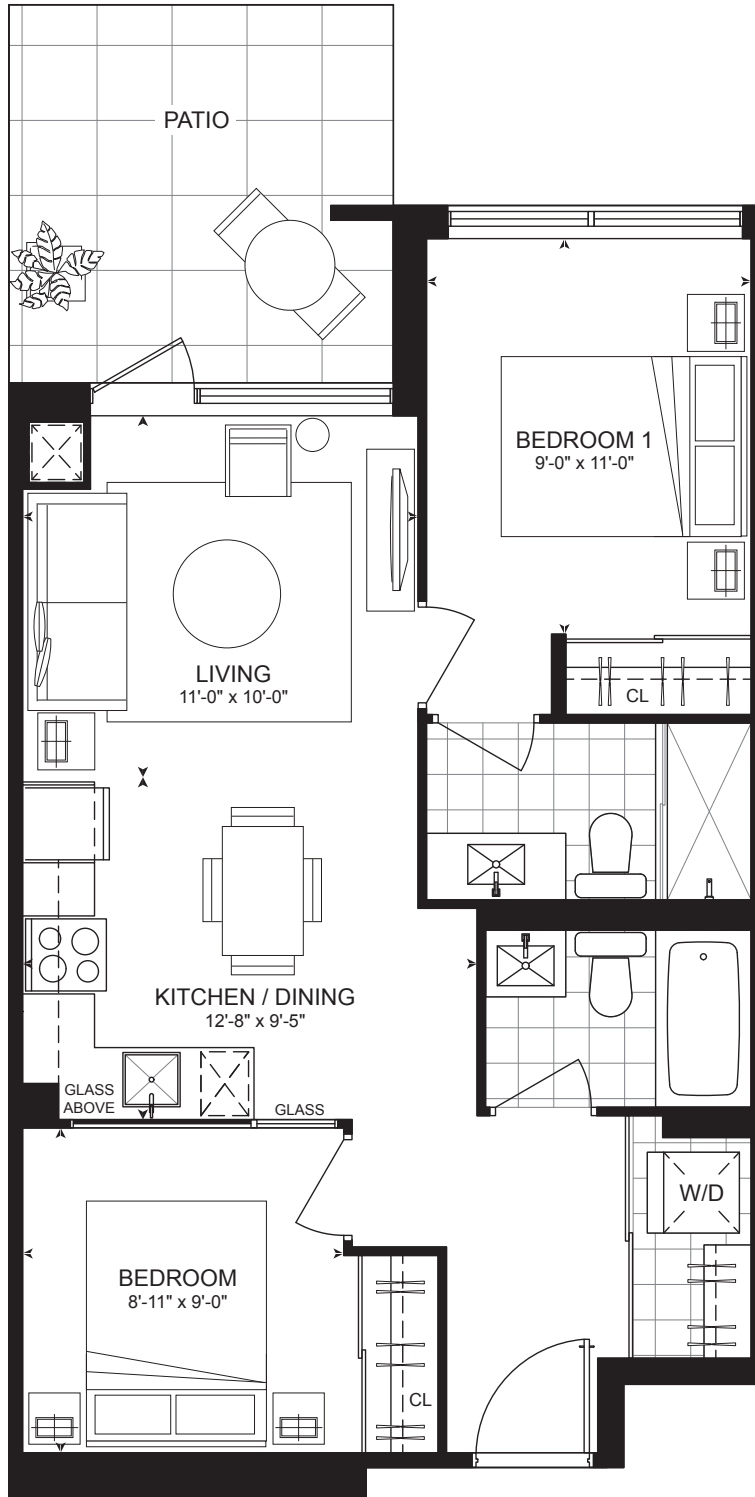 PATIO
BEDROOM 1
9'-0" x 11'-0"
LIVING
11'-0" x 10'-0"
CL
KITCHEN / DINING
12'-8" x 9'-5"
GLASS
ABOVE
GLASS
W/D
BEDROOM
8'-11" x 9'-0"
CL